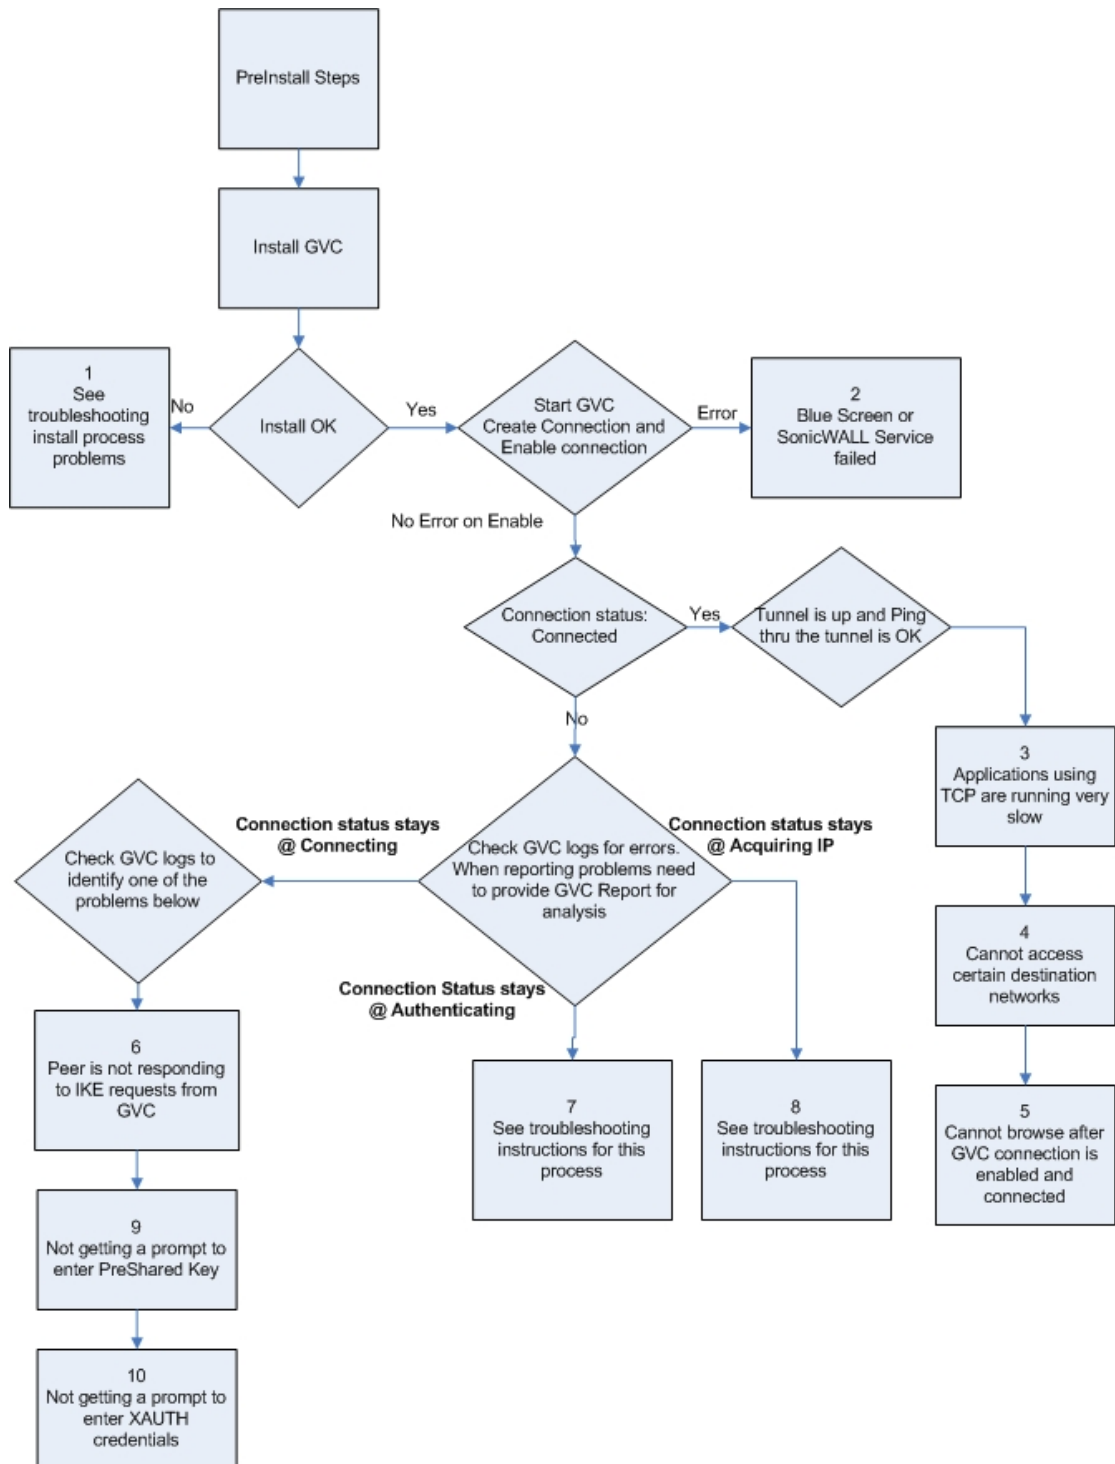 PreInstall Steps
Install GVC
1
See
troubleshooting
install process
problems
No
Install OK
Yes
Start GVC
Create Connection and
Enable connection
Error
2
Blue Screen or
SonicWALL Service
failed
No Error on Enable
Connection status:
Connected
Yes
Tunnel is up and Ping
thru the tunnel is OK
No
3
Applications using
TCP are running very
slow
Connection status stays
@ Connecting
Check GVC logs for errors.
When reporting problems need
to provide GVC Report for
analysis
Connection status stays
@ Acquiring IP
Check GVC logs to
identify one of the
problems below
4
Cannot access
certain destination
networks
Connection Status stays
@ Authenticating
6
Peer is not responding
to IKE requests from
GVC
7
See troubleshooting
instructions for this
process
8
See troubleshooting
instructions for this
process
5
Cannot browse after
GVC connection is
enabled and
connected
9
Not getting a prompt to
enter PreShared Key
10
Not getting a prompt to
enter XAUTH
credentials